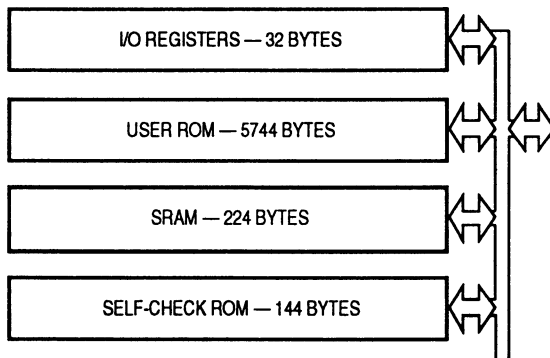 I/O REGISTERS — 32 BYTES
USER ROM — 5744 BYTES
SRAM — 224 BYTES
SELF-CHECK ROM — 144 BYTES